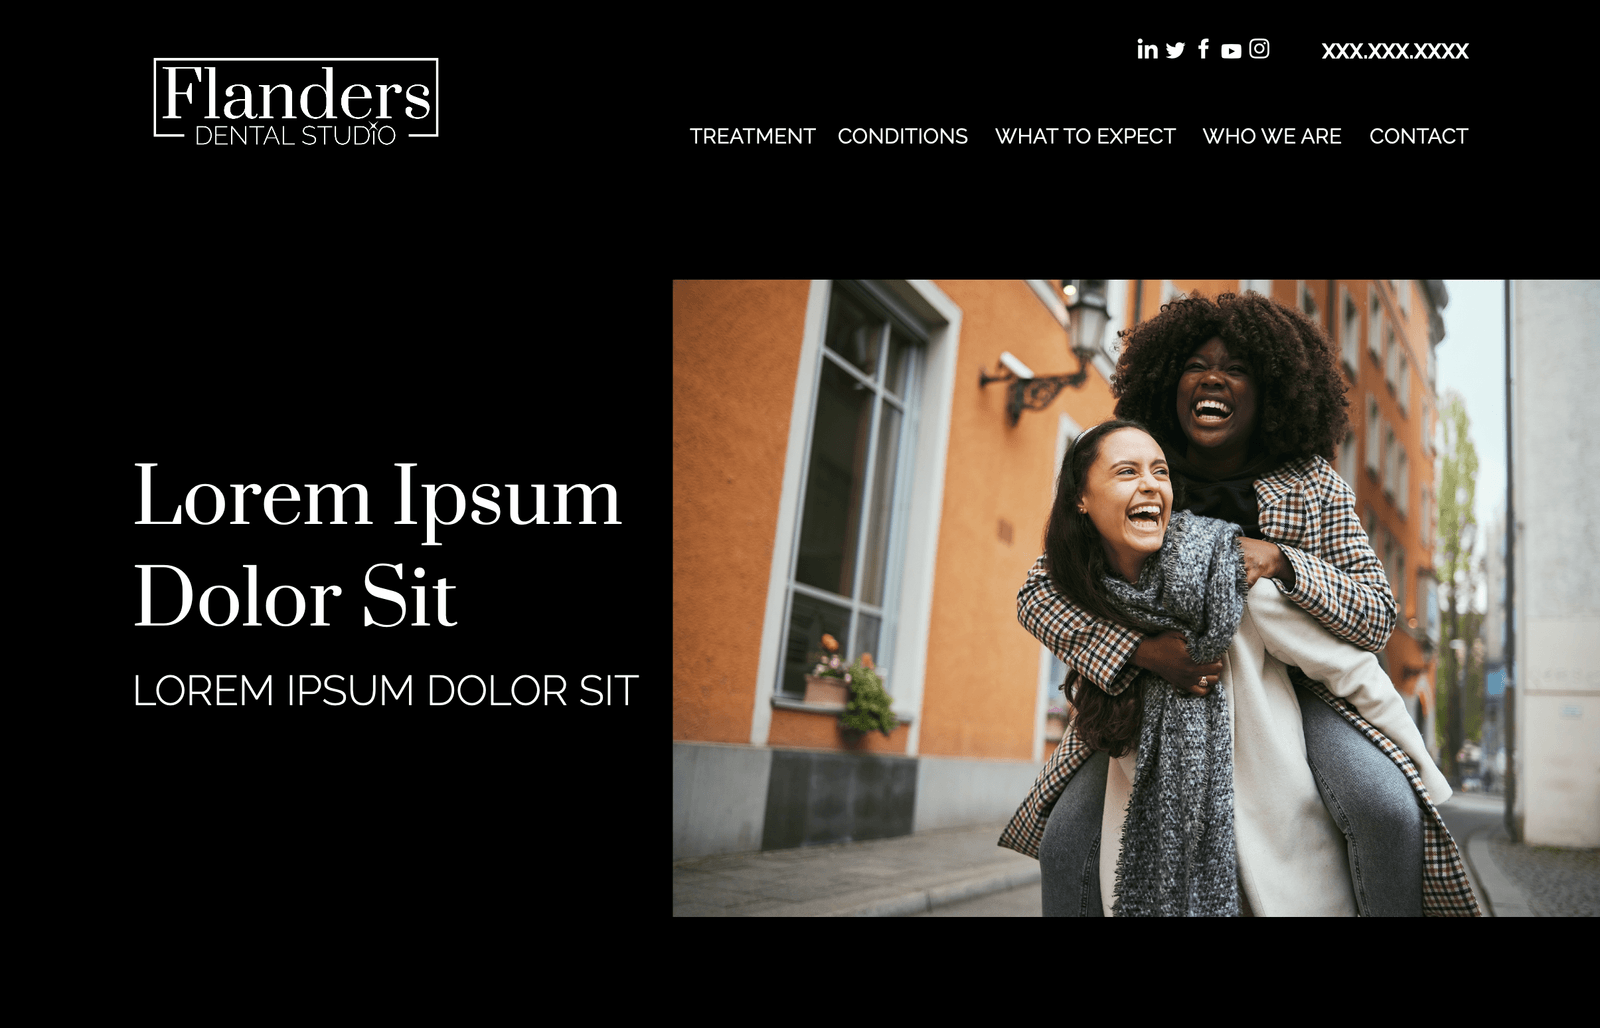 Flanders
DENTAL STUDIO
XXX.XXX.XXXX
TREATMENT CONDITIONS WHAT TO EXPECT WHO WE ARE CONTACT
Lorem Ipsum
Dolor Sit
LOREM IPSUM DOLOR SIT